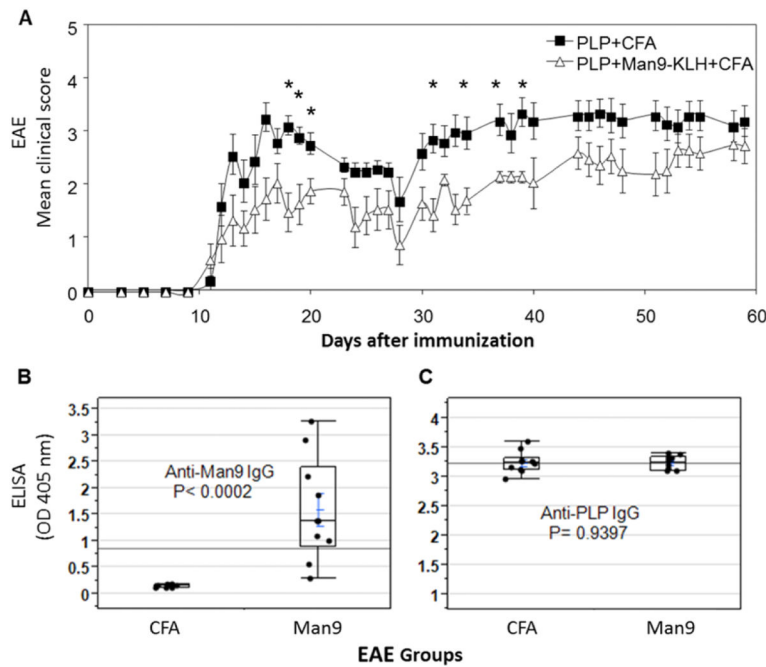 A
EAE
Mean clinical score
5
4
3
2
1
0
PLP+CFA
PLP+Man9-KLH+CFA
* * * * * * *
0 10 20 30 40 50 60
Days after immunization
B
ELISA
(OD 405 nm)
3.5
3
2.5
2
1.5
1
0.5
0
Anti-Man9 IgG
P< 0.0002
CFA Man9
C
4
3.5
3
2.5
2
1.5
1
Anti-PLP IgG
P= 0.9397
CFA Man9
EAE Groups